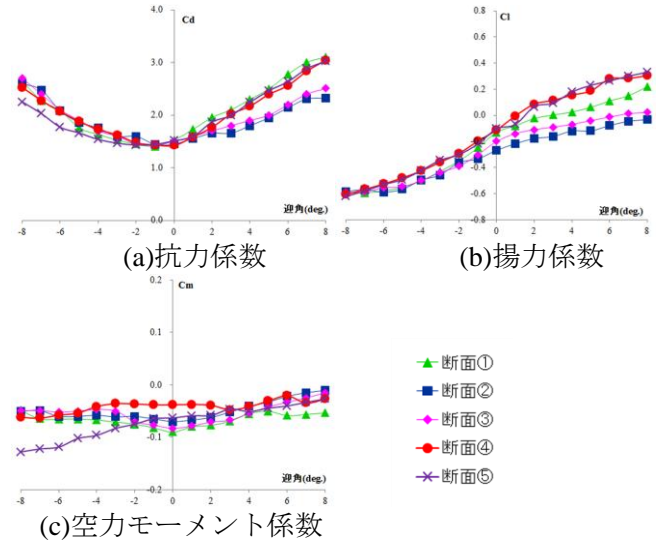 Cd
4.0
3.0
2.0
1.0
0.0
-8 -6 -4 -2 0 2 4 6 8
迎角(deg.)
(a)抗力係数
Cl
0.8
0.6
0.4
0.2
0.0
-0.2
-0.4
-0.6
-0.8
-8 -6 -4 -2 0 2 4 6 8
迎角(deg.)
(b)揚力係数
Cm
0.2
0.1
0.0
-0.1
-0.2
-8 -6 -4 -2 0 2 4 6 8
迎角(deg.)
(c)空力モーメント係数
断面①
断面②
断面③
断面④
断面⑤